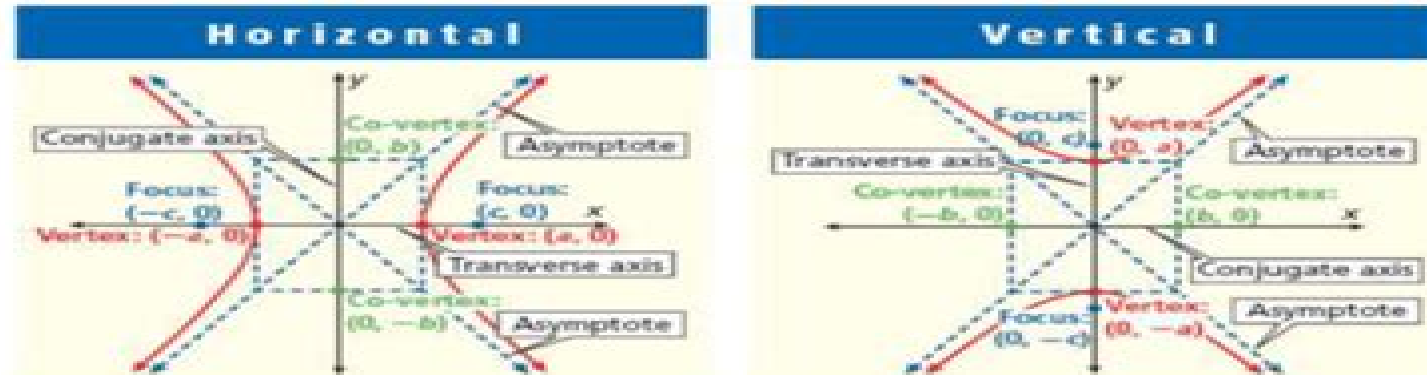 Horizontal
y
Co-vertex:
(0, b)
Conjugate axis
Asymptote
Focus:
(−c, 0)
Focus:
(c, 0)
x
Vertex: (−a, 0)
Vertex: (a, 0)
Transverse axis
Co-vertex:
(0, −b)
Asymptote
Vertical
y
Focus:
(0, c)
Vertex:
(0, a)
Asymptote
Transverse axis
Co-vertex:
(−b, 0)
Co-vertex:
(b, 0)
x
Conjugate axis
Vertex:
(0, −a)
Focus:
(0, −c)
Asymptote